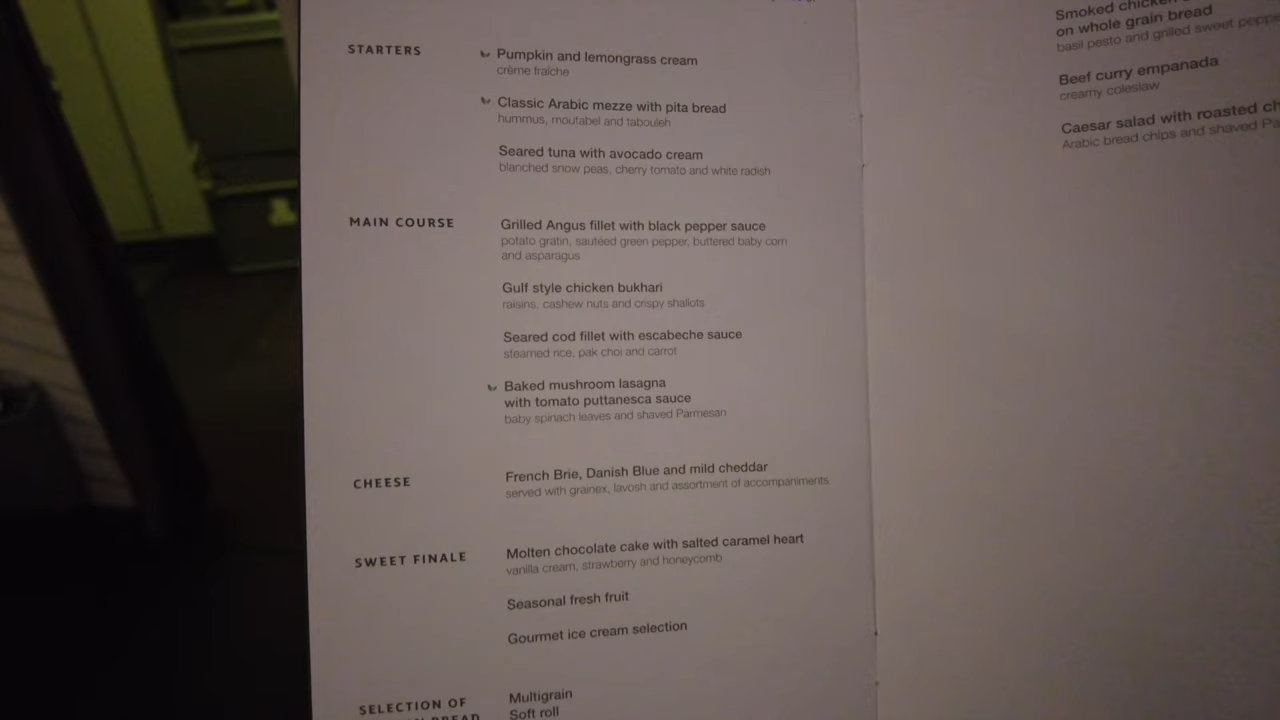 STARTERS
Pumpkin and lemongrass cream
crème fraîche
Classic Arabic mezze with pita bread
hummus, moutabel and tabouleh
Seared tuna with avocado cream
blanched snow peas, cherry tomato and white radish
MAIN COURSE
Grilled Angus fillet with black pepper sauce
potato gratin, sautéed green pepper, buttered baby corn
and asparagus
Gulf style chicken bukhari
raisins, cashew nuts and crispy shallots
Seared cod fillet with escabeche sauce
steamed rice, pak choi and carrot
Baked mushroom lasagna
with tomato puttanesca sauce
baby spinach leaves and shaved Parmesan
CHEESE
French Brie, Danish Blue and mild cheddar
served with grainex, lavosh and assortment of accompaniments
SWEET FINALE
Molten chocolate cake with salted caramel heart
vanilla cream, strawberry and honeycomb
Seasonal fresh fruit
Gourmet ice cream selection
SELECTION OF
BREAD
Multigrain
Soft roll
Smoked chicken
on whole grain bread
basil pesto and grilled sweet
Beef curry empanada
creamy coleslaw
Caesar salad with roasted
Arabic bread chips and shaved